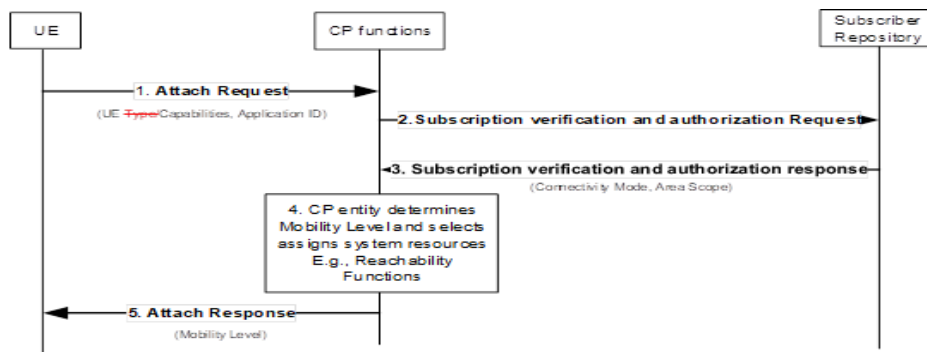 UE
CP functions
Subscriber
Repository
1. Attach Request
(UE Type/Capabilities, Application ID)
2. Subscription verification and authorization Request
3. Subscription verification and authorization response
(Connectivity Mode, Area Scope)
4. CP entity determines
Mobility Level and selects
assigns system resources
E.g., Reachability
Functions
5. Attach Response
(Mobility Level)